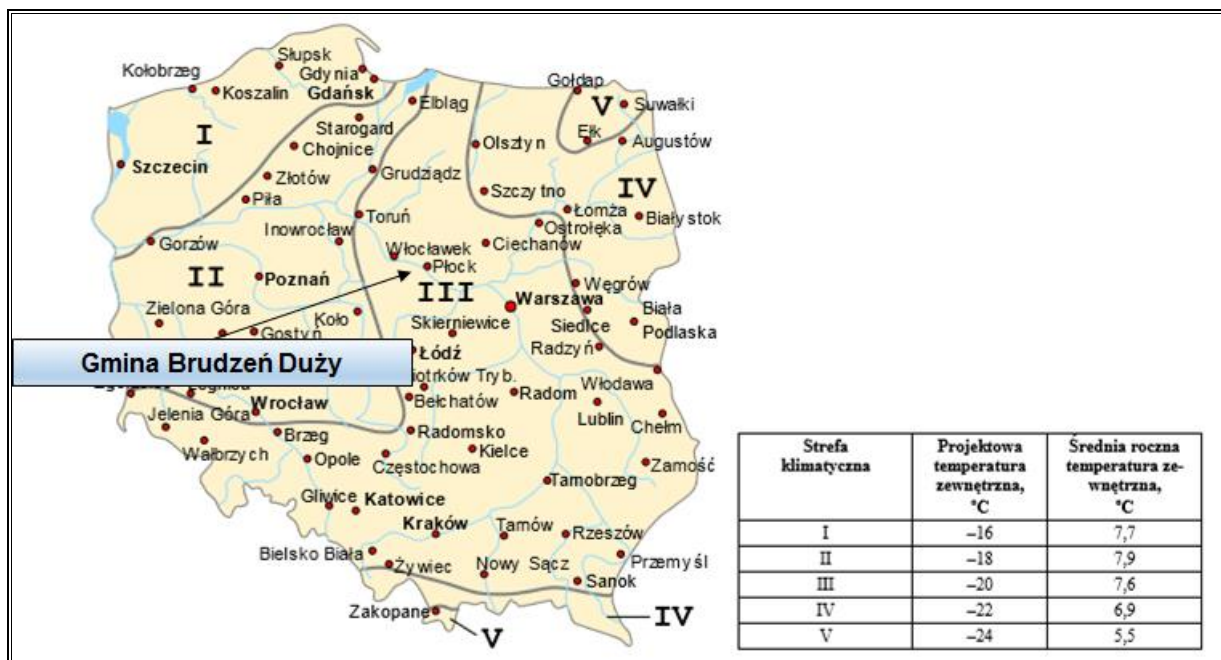 Słupsk
Kołobrzeg
Gdynia
Koszalin
Gdańsk
Gołdap
V
Suwałki
Elbląg
I
Starogard
Ełk
Chojnice
Olsztyn
Augustów
Szczecin
Złotów
Grudziądz
IV
Szczytno
Piła
Łomża
Toruń
Białystok
Inowrocław
Ostrołęka
Gorzów
Włocławek
Ciechanów
II
Poznań
Płock
Węgrów
III
Warszawa
Biała
Podlaska
Zielona Góra
Koło
Skierniewice
Siedlce
Gostyń
Radzyń
Gmina Brudzeń Duży
Łódź
Tryb.
Włodawa
Wrocław
Bełchatów
Radom
Jelenia Góra
Lublin
Chełm
Brzeg
Radomsko
Wałbrzych
Opole
Kielce
Częstochowa
Zamość
Gliwice
Katowice
Tarnobrzeg
Kraków
Tarnów
Rzeszów
Bielsko Biała
Żywiec
Nowy Sącz
Przemyśl
Sanok
Zakopane
V
IV
Strefa klimatyczna
Projektowa temperatura zewnętrzna, °C
Średnia roczna temperatura ze-wnętrzna, °C
I –16 7,7
II –18 7,9
III –20 7,6
IV –22 6,9
V –24 5,5